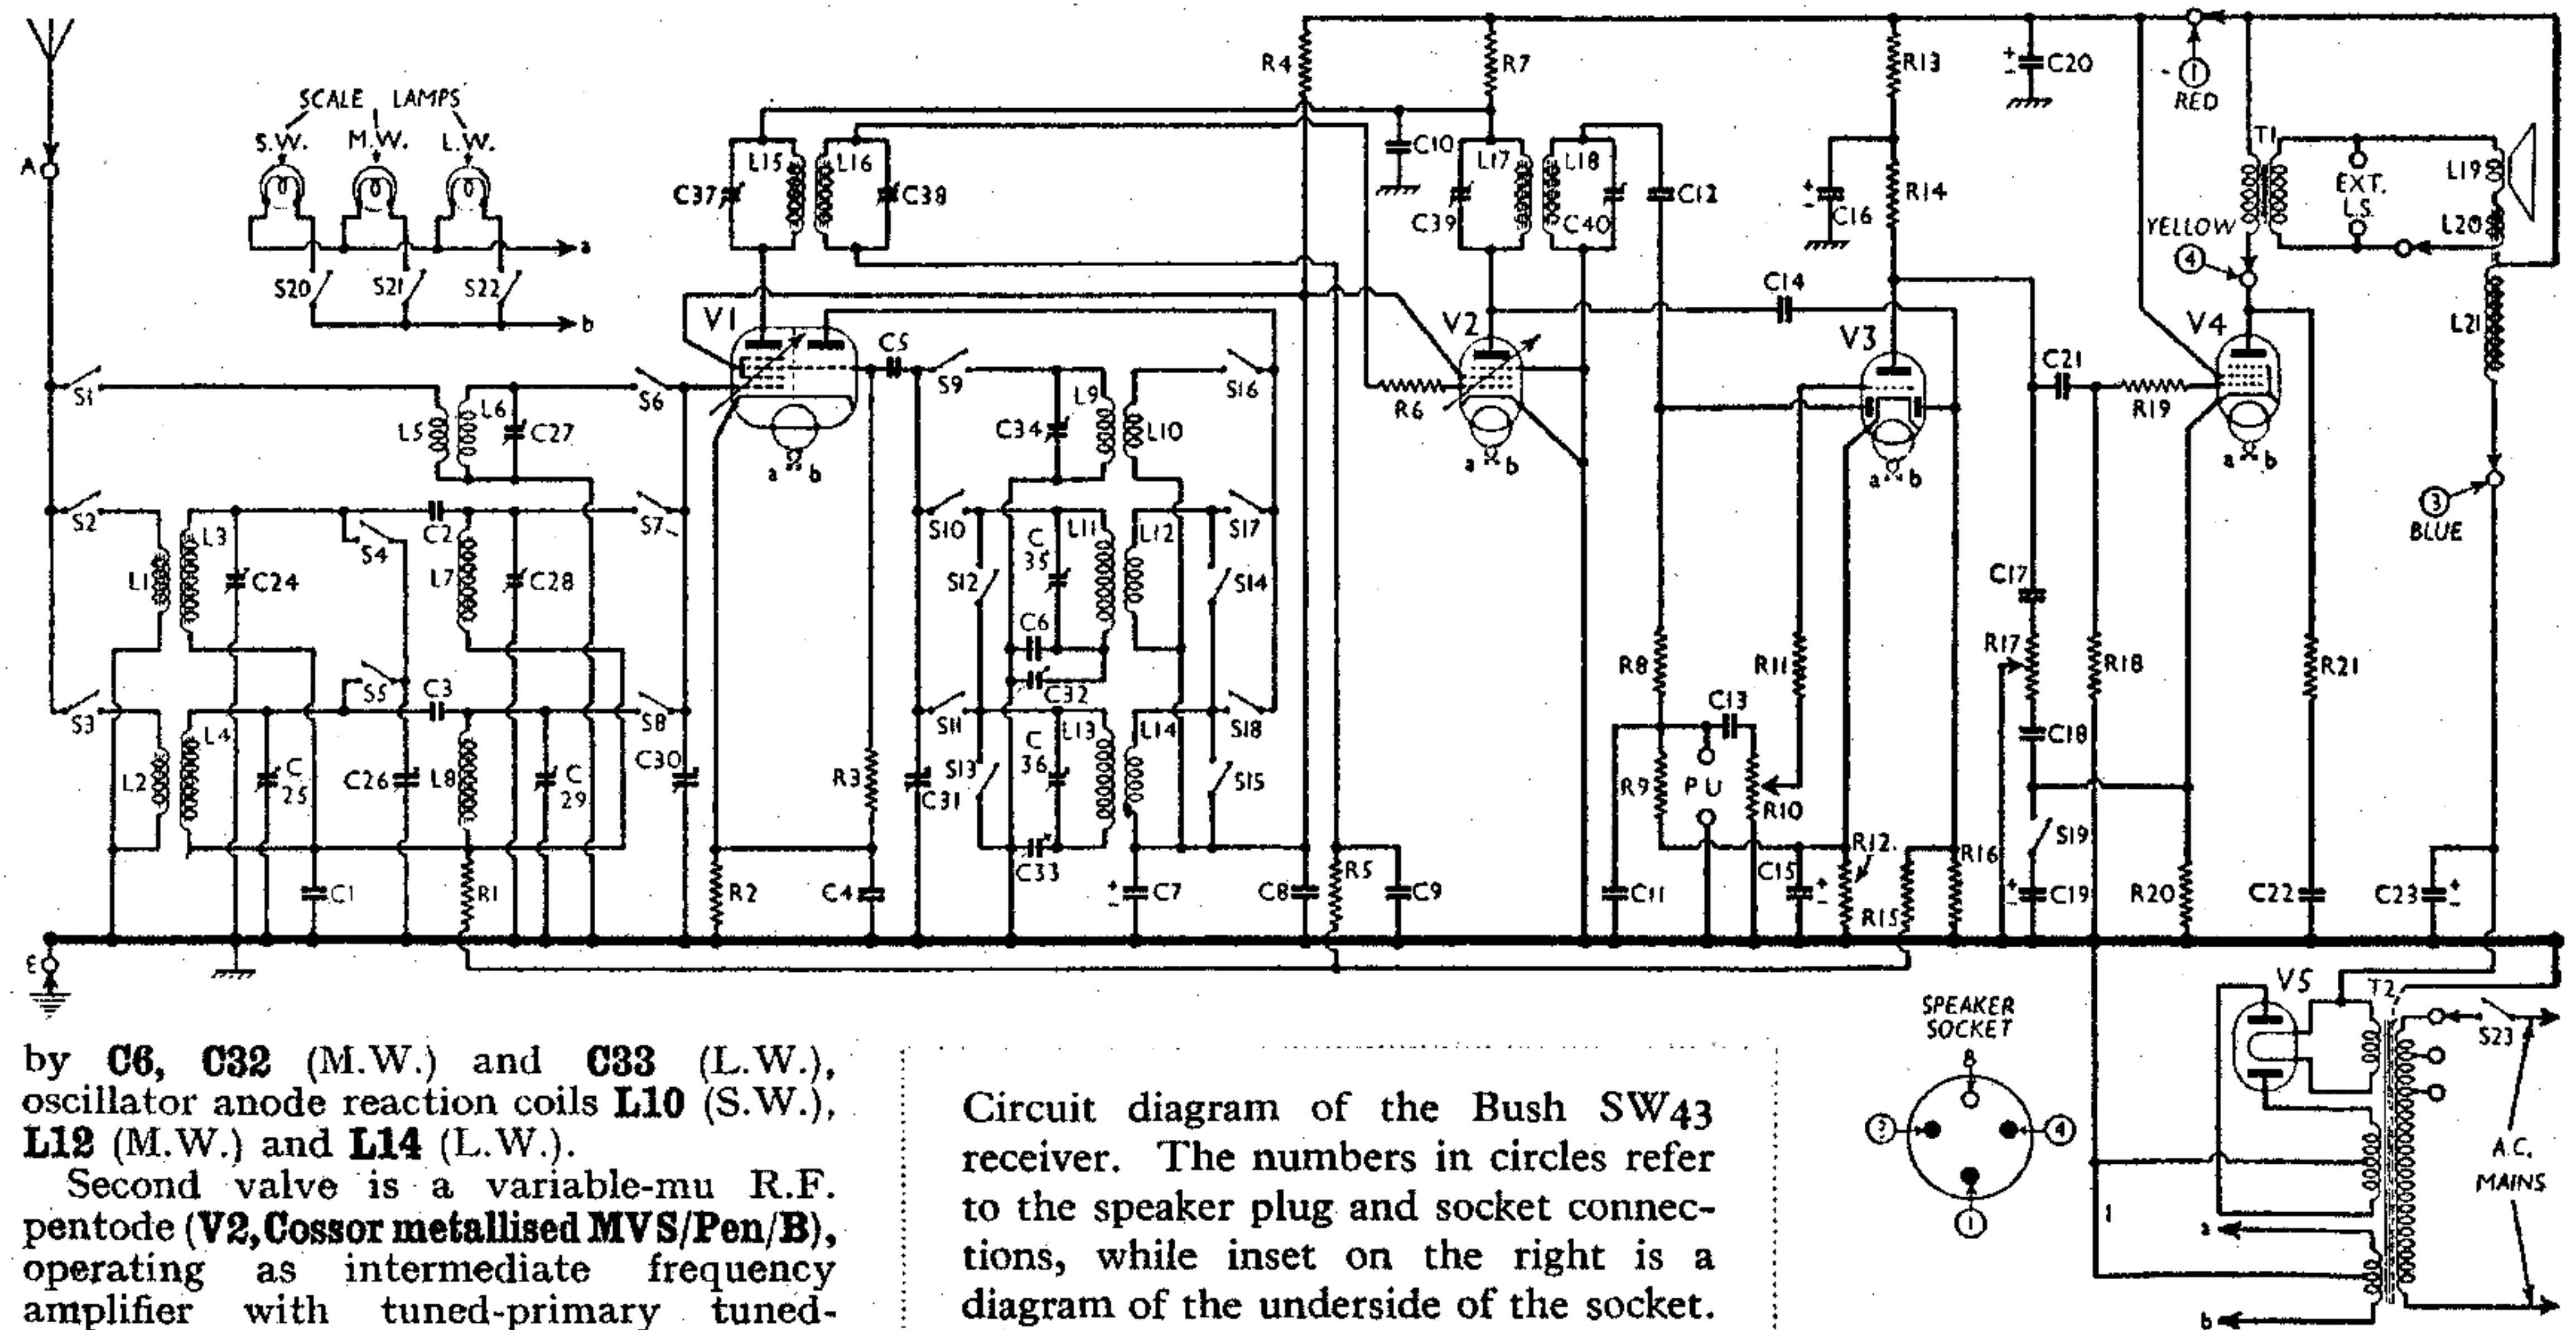 SCALE LAMPS
S.W. M.W. L.W.
A
a
S20 S21 S22
b
S1 L5 L6 C27 S6
S2 L3 C2 S7
L1 C24 S4 L7 C28
S3 L4 S5 C3 S8
L2 C25 C26 L8 C29 C30
C1 R1
E
C37 L15 L16 C38
V1 C5 S9 S16
C34 L9 L10
a b
S10 L11 L12 S17
S12 C35 S14
C6
C32
S11 L13 L14 S18
R3 C31 S13 C36 S15
C33
R2 C4 C7 C8 R5 C9
R4 R7 R13 C20
C10 L17 L18 C12 C16 R14
C39 C40
C14
V2 V3 V4
R6 C21 R19
a b a b a b
1
RED
T1
YELLOW
4
EXT.
L.S.
L19
L20
L21
3
BLUE
C17
R8 R11 R17 R18 R21
C13 C18
R9 PU R10 S19
R12 R16
C11 C15 R15 C19 R20 C22 C23
V5 T2
S23
A.C.
MAINS
a
b
SPEAKER
SOCKET
4
1
by C6, C32 (M.W.) and C33 (L.W.),
oscillator anode reaction coils L10 (S.W.),
L12 (M.W.) and L14 (L.W.).
Second valve is a variable-mu R.F.
pentode (V2, Cossor metallised MVS/Pen/B),
operating as intermediate frequency
amplifier with tuned-primary tuned-
Circuit diagram of the Bush SW43
receiver. The numbers in circles refer
to the speaker plug and socket connec-
tions, while inset on the right is a
diagram of the underside of the socket.